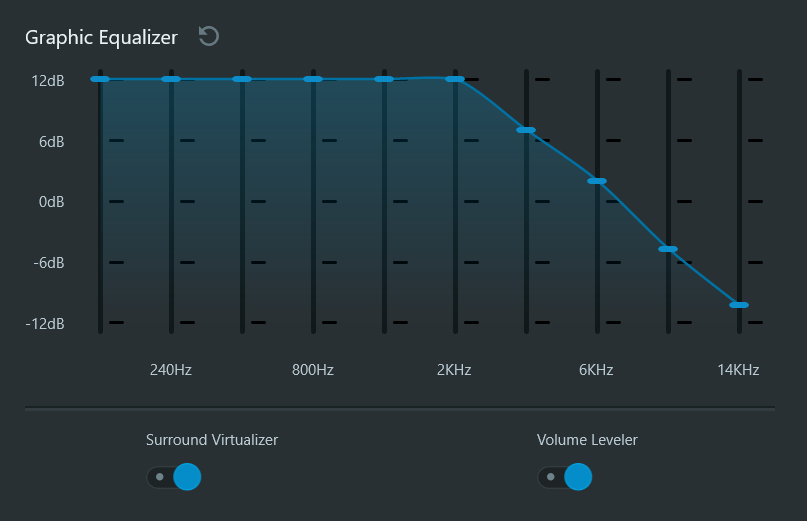 Graphic Equalizer
12dB
6dB
0dB
-6dB
-12dB
240Hz 800Hz 2KHz 6KHz 14KHz
Surround Virtualizer Volume Leveler